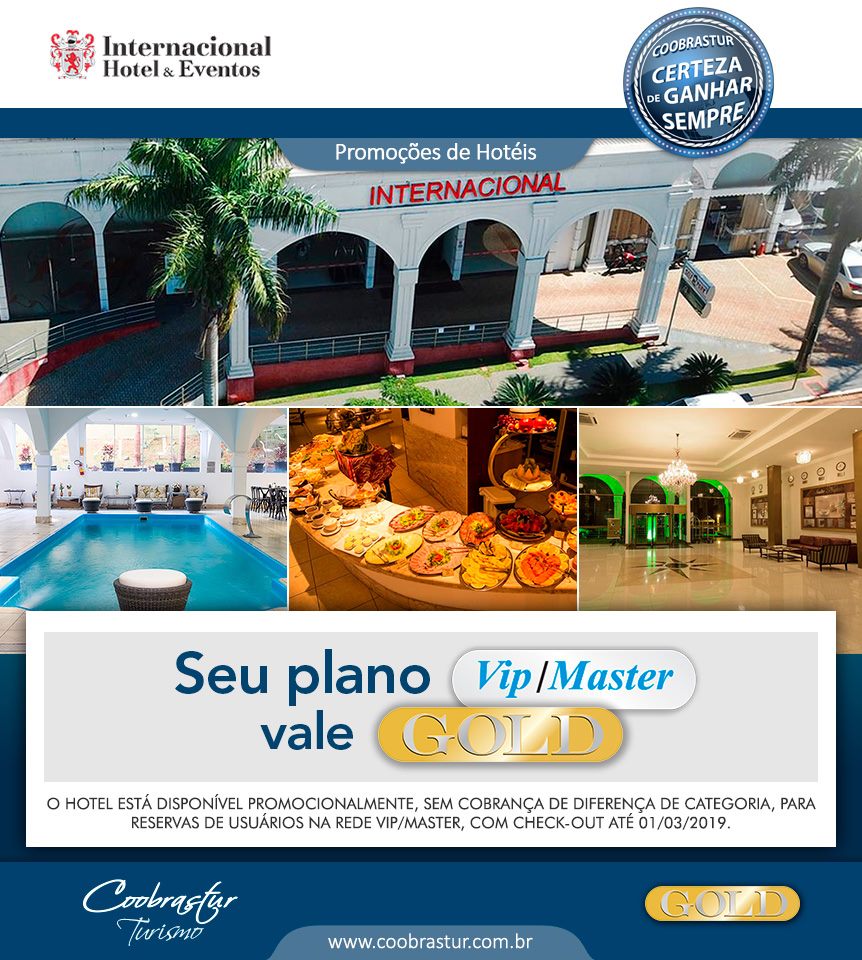 Internacional
Hotel & Eventos
COOBRASTUR
CERTEZA
DE GANHAR
SEMPRE
Promoções de Hotéis
INTERNACIONAL
Seu plano Vip/Master
vale GOLD
O HOTEL ESTÁ DISPONÍVEL PROMOCIONALMENTE, SEM COBRANÇA DE DIFERENÇA DE CATEGORIA, PARA
RESERVAS DE USUÁRIOS NA REDE VIP/MASTER, COM CHECK-OUT ATÉ 01/03/2019.
Coobrastur
Turismo
GOLD
www.coobrastur.com.br